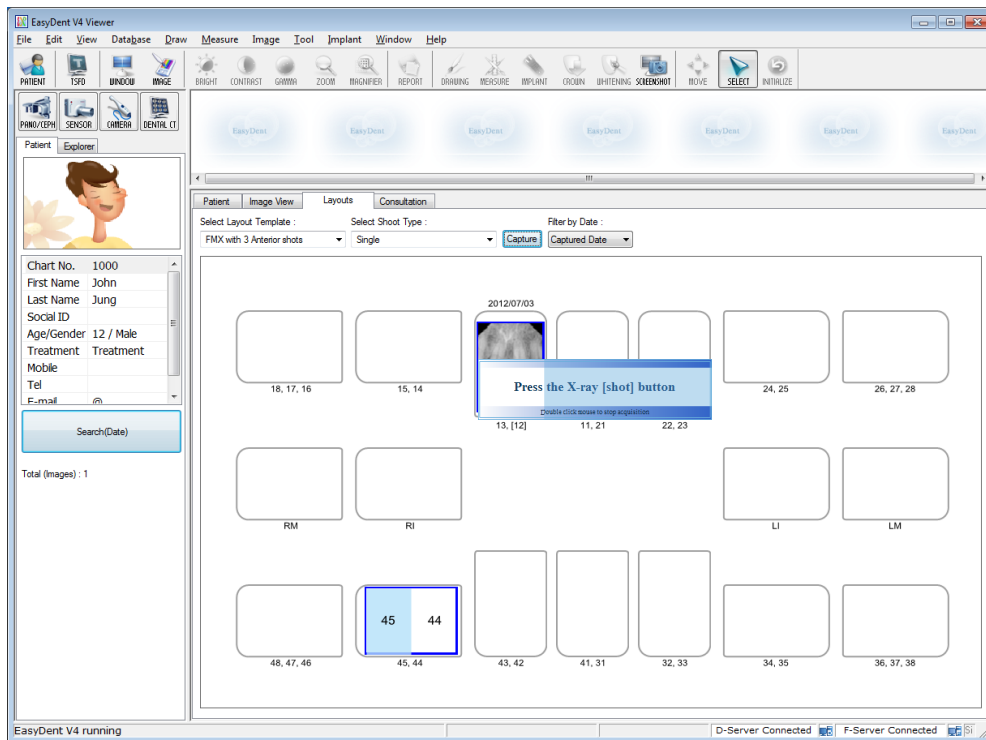 EasyDent V4 Viewer
File Edit View Database Draw Measure Image Tool Implant Window Help
PATIENT TSFD WINDOW IMAGE BRIGHT CONTRAST GAMMA ZOOM MAGNIFIER REPORT DRAWING MEASURE IMPLANT CROWN WHITENING SCREENSHOT MOVE SELECT INITIALIZE
PANO/CEPH SENSOR CAMERA DENTAL CT
EasyDent EasyDent EasyDent EasyDent EasyDent EasyDent EasyDent
Patient Explorer
Patient Image View Layouts Consultation
Select Layout Template : Select Shoot Type : Filter by Date :
FMX with 3 Anterior shots Single Capture Captured Date
Chart No. 1000
First Name John
Last Name Jung
Social ID
Age/Gender 12 / Male
Treatment Treatment
Mobile
Tel
E-mail @
Search(Date)
Total (Images) : 1
2012/07/03
Press the X-ray [shot] button
Double click mouse to stop acquisition
18, 17, 16 15, 14 13, [12] 11, 21 22, 23 24, 25 26, 27, 28
RM RI LI LM
45 44
48, 47, 46 45, 44 43, 42 41, 31 32, 33 34, 35 36, 37, 38
EasyDent V4 running D-Server Connected F-Server Connected Si